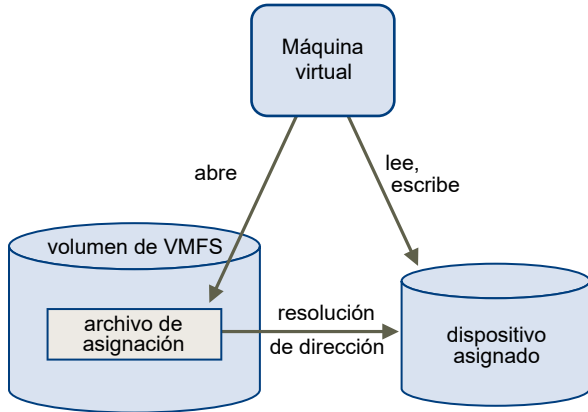 Máquina
virtual
abre
lee,
escribe
volumen de VMFS
archivo de
asignación
resolución
de dirección
dispositivo
asignado